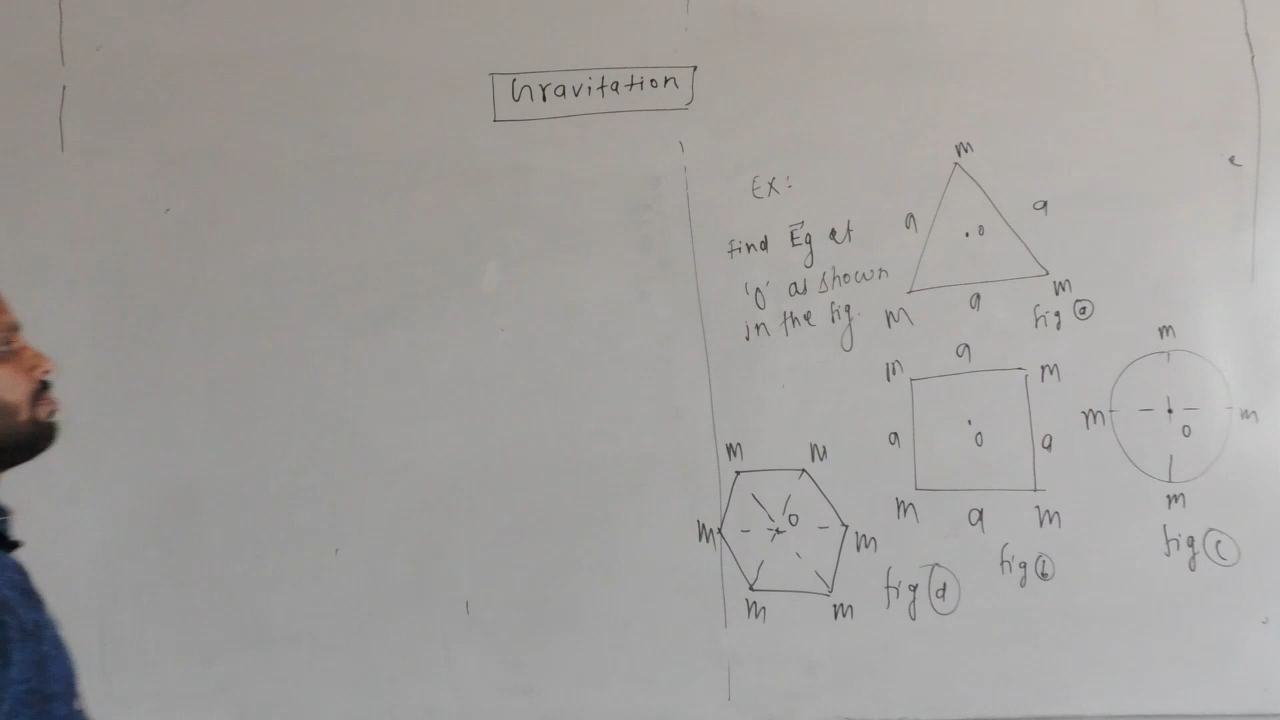 Gravitation
EX:
Find Eg at
'O' as shown
in the fig.
m
a
a
.o
m
a
m
fig a
m
a
m
a
o
a
m
a
m
fig b
m
m
o
m
m
fig c
m
m
m
o
m
m
m
fig d